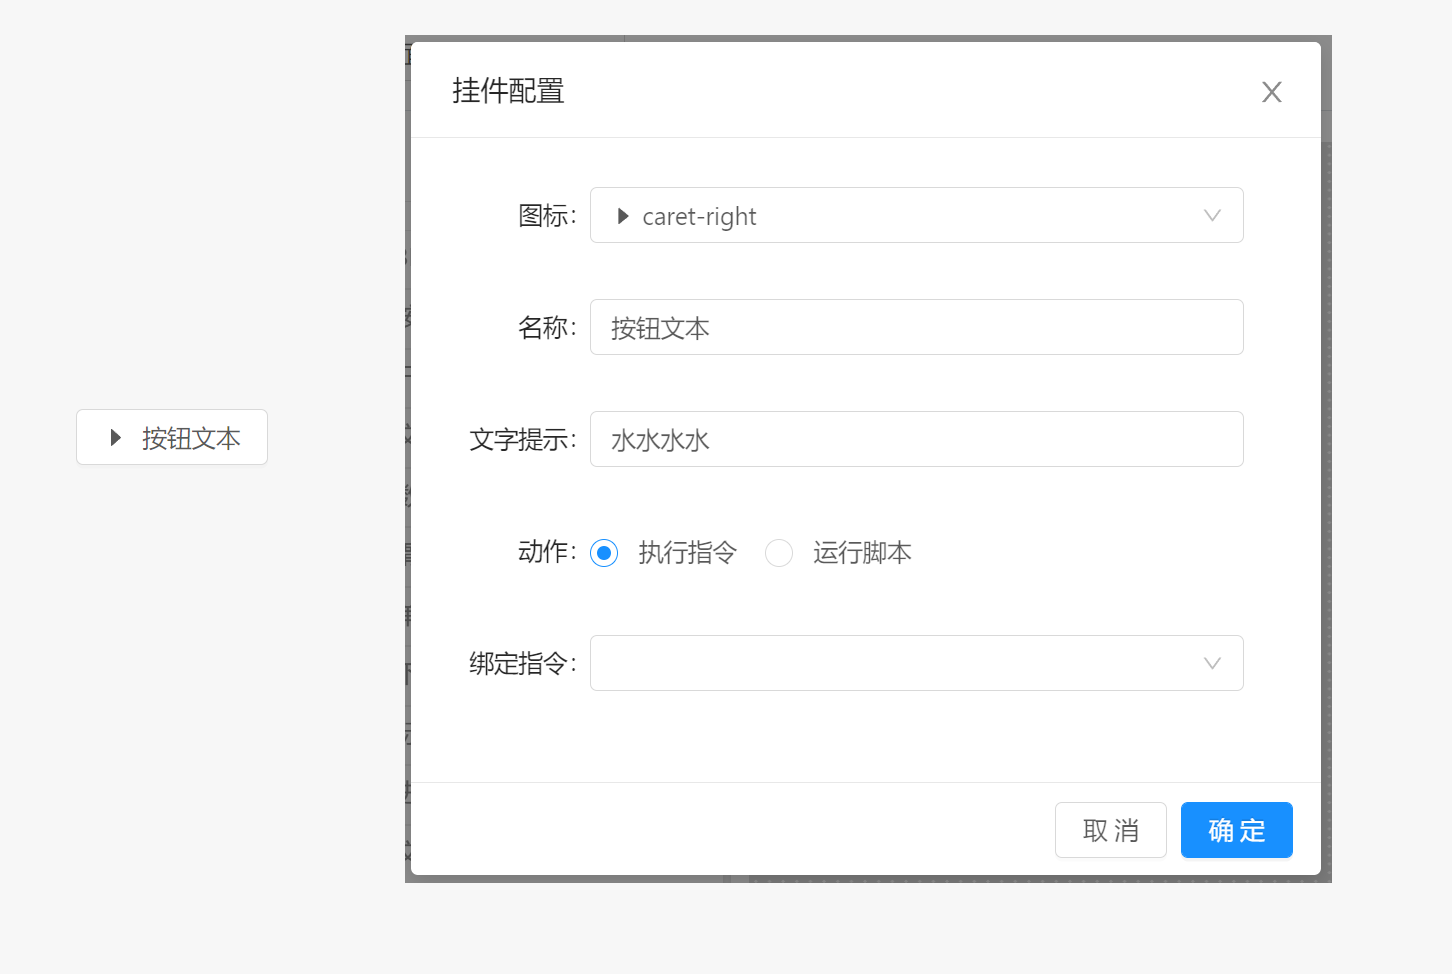 挂件配置
图标:
caret-right
名称:
按钮文本
文字提示:
水水水水
按钮文本
动作:
执行指令
运行脚本
绑定指令:
取 消
确 定